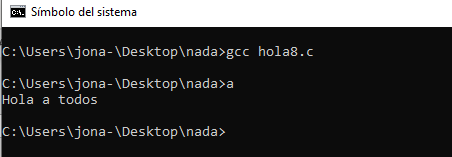 Símbolo del sistema
C:\Users\jona-\Desktop\nada>gcc hola8.c
C:\Users\jona-\Desktop\nada>a
Hola a todos
C:\Users\jona-\Desktop\nada>